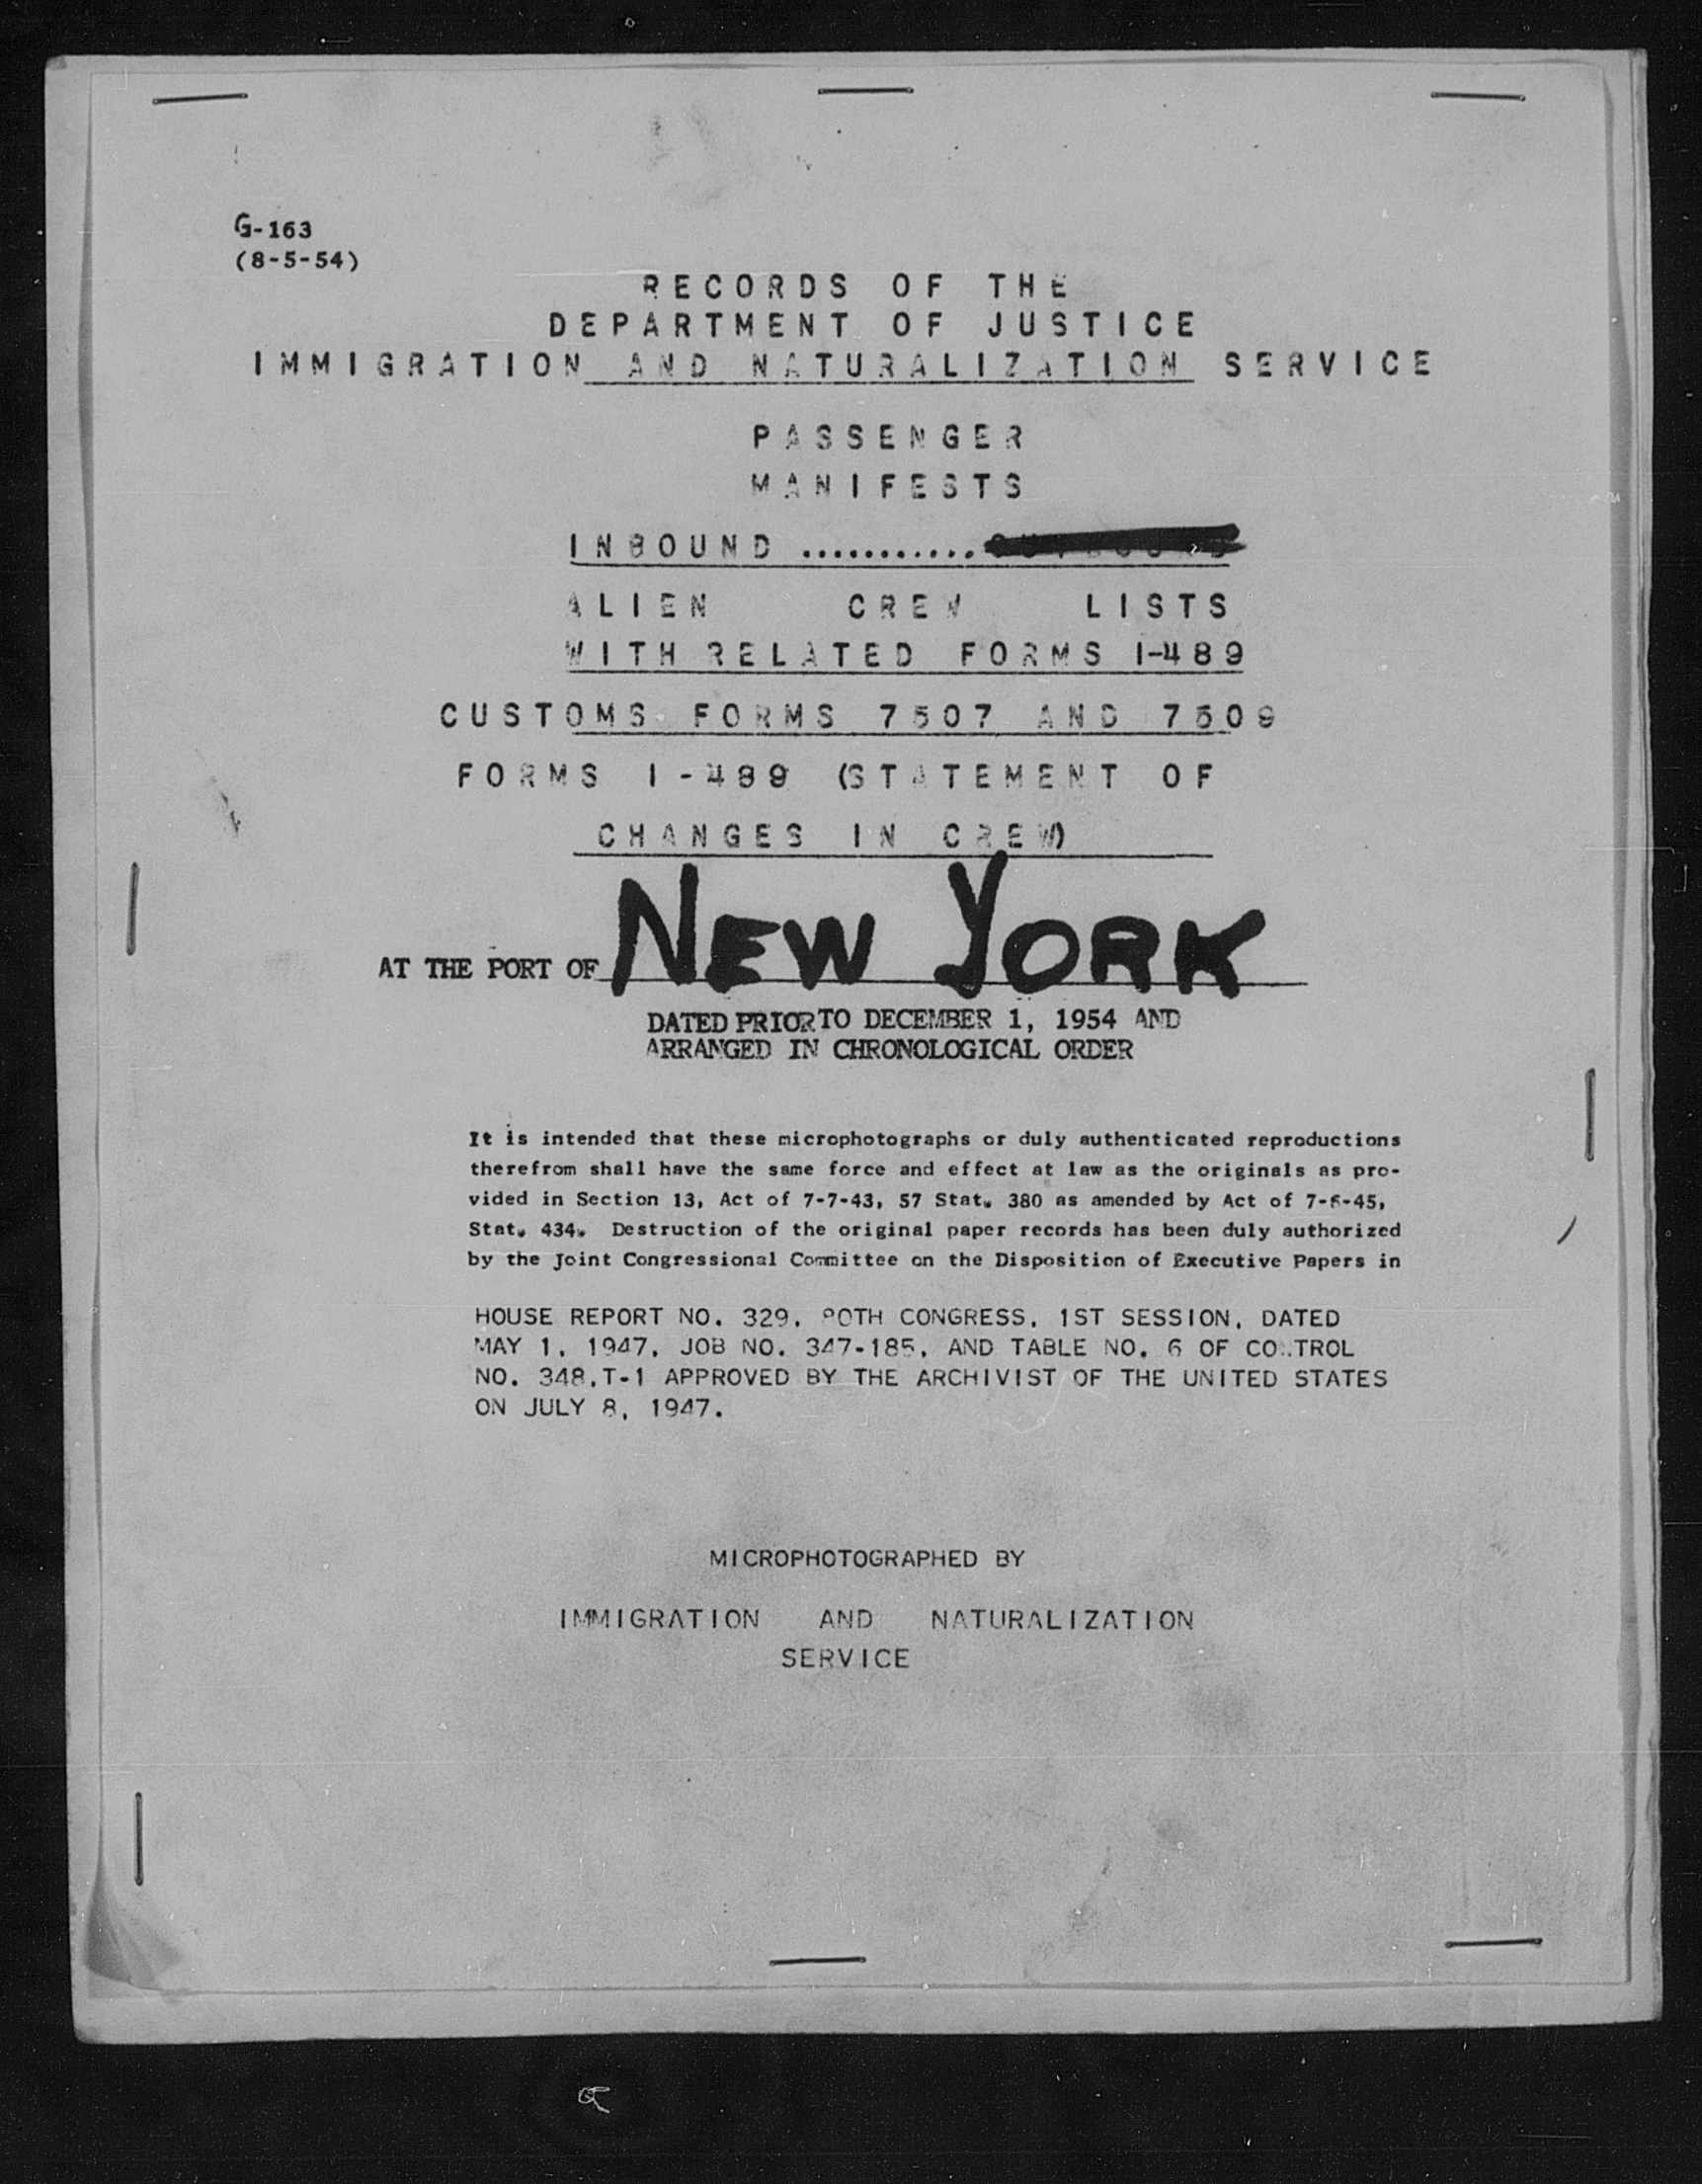 G-163
(8-5-54)
RECORDS OF THE
DEPARTMENT OF JUSTICE
IMMIGRATION AND NATURALIZATION SERVICE
PASSENGER
MANIFESTS
INBOUND ...........
ALIEN CREW LISTS
WITH RELATED FORMS I-489
CUSTOMS FORMS 7507 AND 7509
FORMS I-489 (STATEMENT OF
CHANGES IN CREW)
AT THE PORT OF NEW YORK
DATED PRIOR TO DECEMBER 1, 1954 AND
ARRANGED IN CHRONOLOGICAL ORDER
It is intended that these microphotographs or duly authenticated reproductions
therefrom shall have the same force and effect at law as the originals as pro-
vided in Section 13, Act of 7-7-43, 57 Stat. 380 as amended by Act of 7-6-45,
Stat. 434. Destruction of the original paper records has been duly authorized
by the Joint Congressional Committee on the Disposition of Executive Papers in
HOUSE REPORT NO. 329, 80TH CONGRESS, 1ST SESSION, DATED
MAY 1, 1947, JOB NO. 347-185, AND TABLE NO. 6 OF CONTROL
NO. 348,T-1 APPROVED BY THE ARCHIVIST OF THE UNITED STATES
ON JULY 8, 1947.
MICROPHOTOGRAPHED BY
IMMIGRATION AND NATURALIZATION
SERVICE